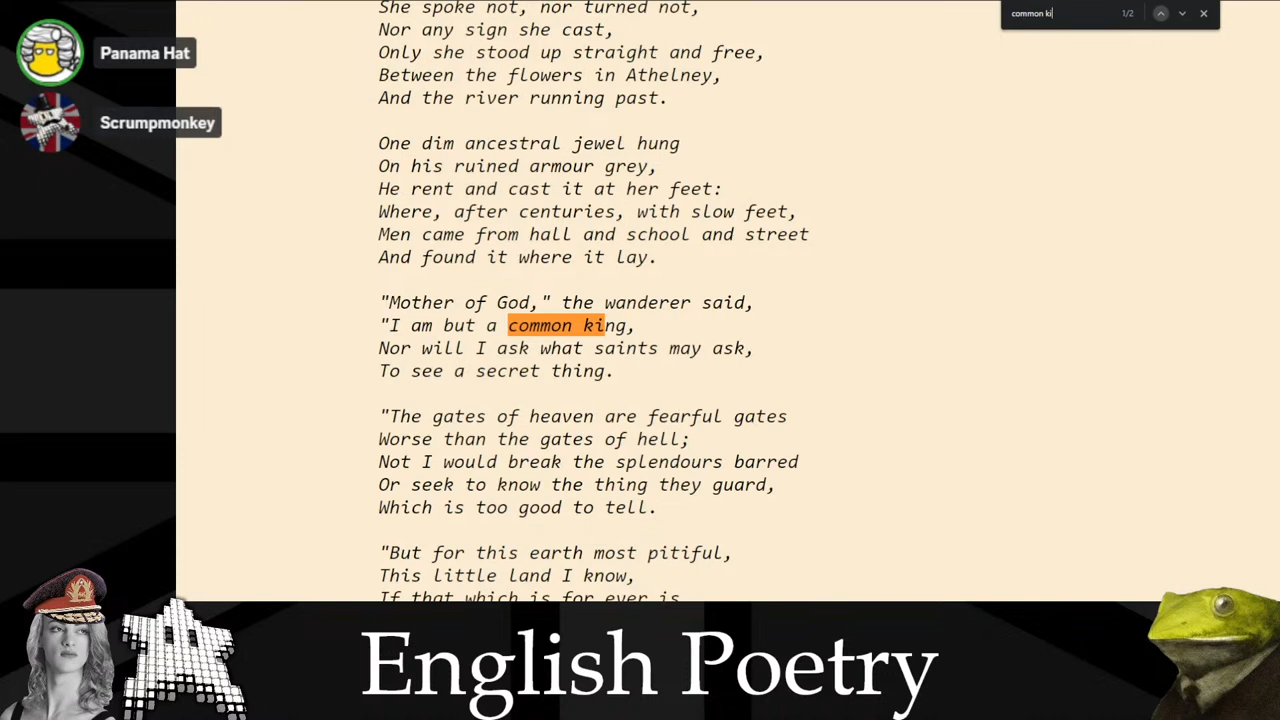 She spoke not, nor turned not,
Nor any sign she cast,
Only she stood up straight and free,
Between the flowers in Athelney,
And the river running past.
One dim ancestral jewel hung
On his ruined armour grey,
He rent and cast it at her feet:
Where, after centuries, with slow feet,
Men came from hall and school and street
And found it where it lay.
"Mother of God," the wanderer said,
"I am but a common king,
Nor will I ask what saints may ask,
To see a secret thing.
"The gates of heaven are fearful gates
Worse than the gates of hell;
Not I would break the splendours barred
Or seek to know the thing they guard,
Which is too good to tell.
"But for this earth most pitiful,
This little land I know,
If that which is for ever is
common ki
1/2
Panama Hat
Scrumpmonkey
English Poetry